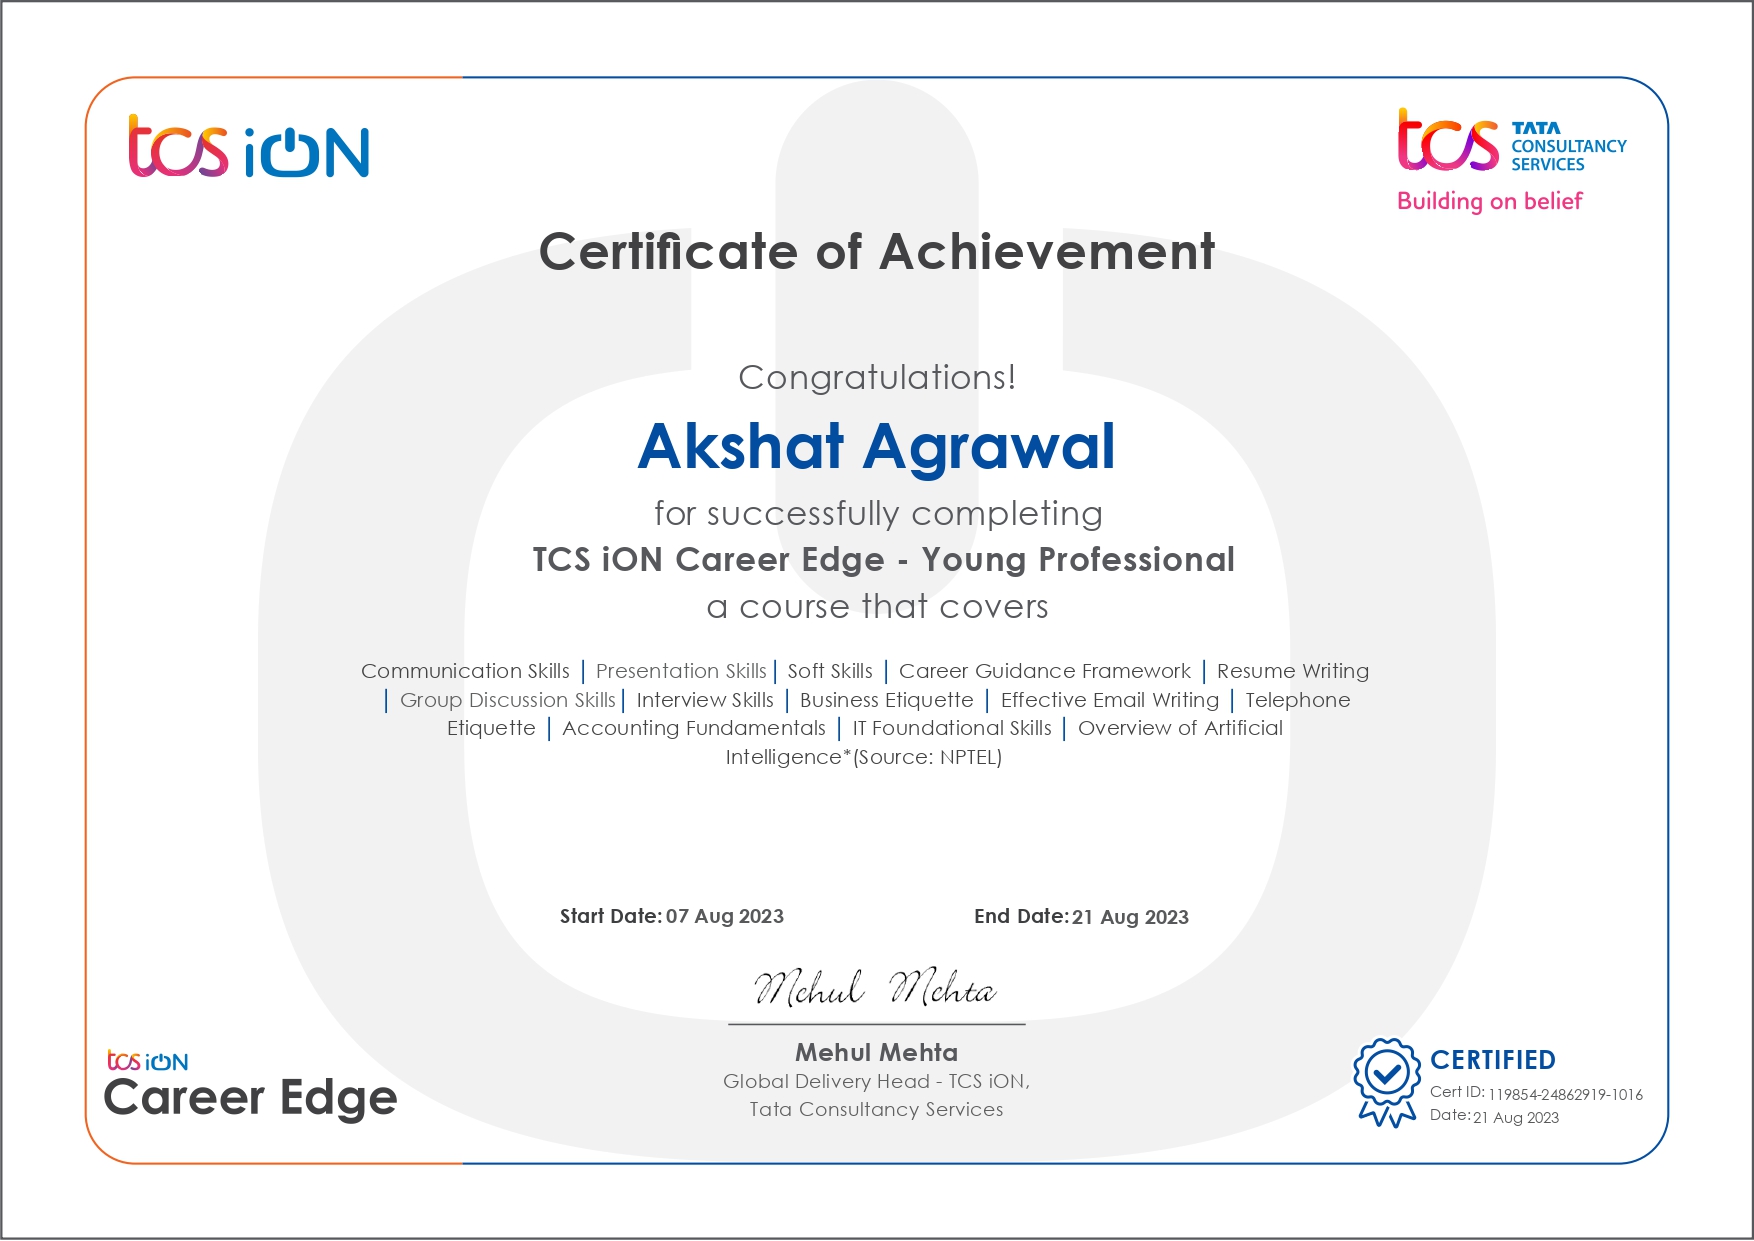 tcs iON
tcs TATA
CONSULTANCY
SERVICES
Building on belief
Certificate of Achievement
Congratulations!
Akshat Agrawal
for successfully completing
TCS iON Career Edge - Young Professional
a course that covers
Communication Skills | Presentation Skills | Soft Skills | Career Guidance Framework | Resume Writing
| Group Discussion Skills | Interview Skills | Business Etiquette | Effective Email Writing | Telephone
Etiquette | Accounting Fundamentals | IT Foundational Skills | Overview of Artificial
Intelligence*(Source: NPTEL)
Start Date: 07 Aug 2023
End Date: 21 Aug 2023
Mehul Mehta
Mehul Mehta
Global Delivery Head - TCS iON,
Tata Consultancy Services
tcs iON
Career Edge
CERTIFIED
Cert ID: 119854-24862919-1016
Date: 21 Aug 2023